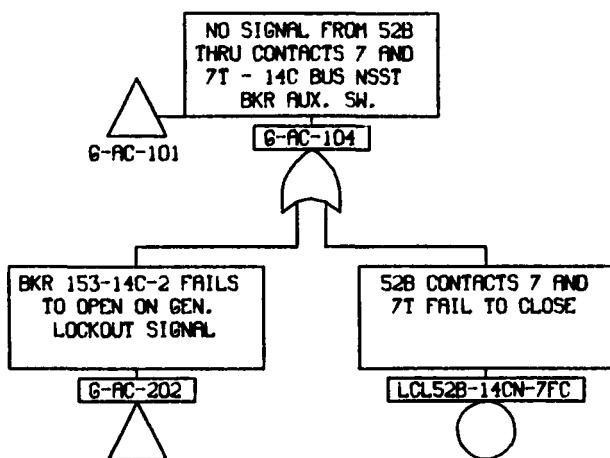 NO SIGNAL FROM 52B
THRU CONTACTS 7 AND
7T - 14C BUS NSST
BKR AUX. SW.
G-AC-101
G-AC-104
BKR 153-14C-2 FAILS
TO OPEN ON GEN.
LOCKOUT SIGNAL
52B CONTACTS 7 AND
7T FAIL TO CLOSE
G-AC-202
LCL52B-14CN-7FC